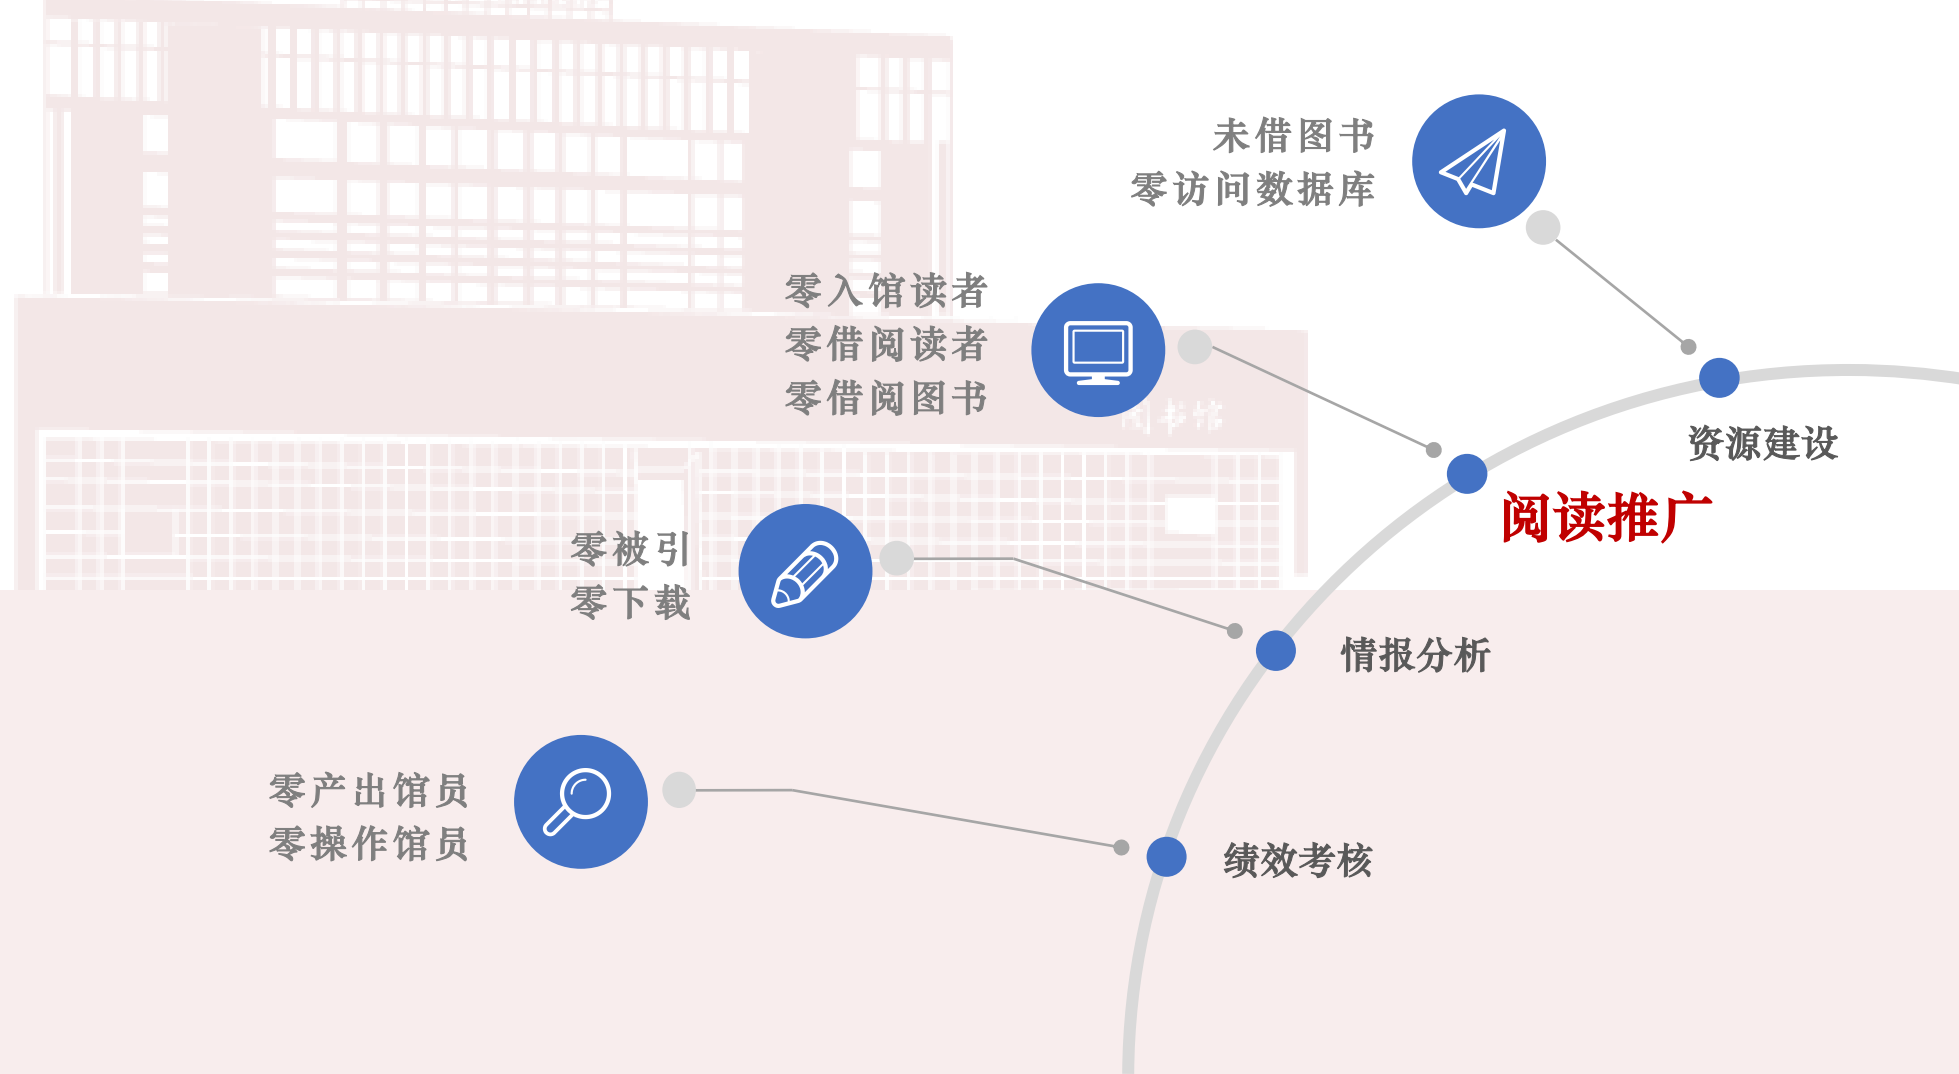 未借图书
零访问数据库
资源建设
零入馆读者
零借阅读者
零借阅图书
图书馆
阅读推广
零被引
零下载
情报分析
零产出馆员
零操作馆员
绩效考核